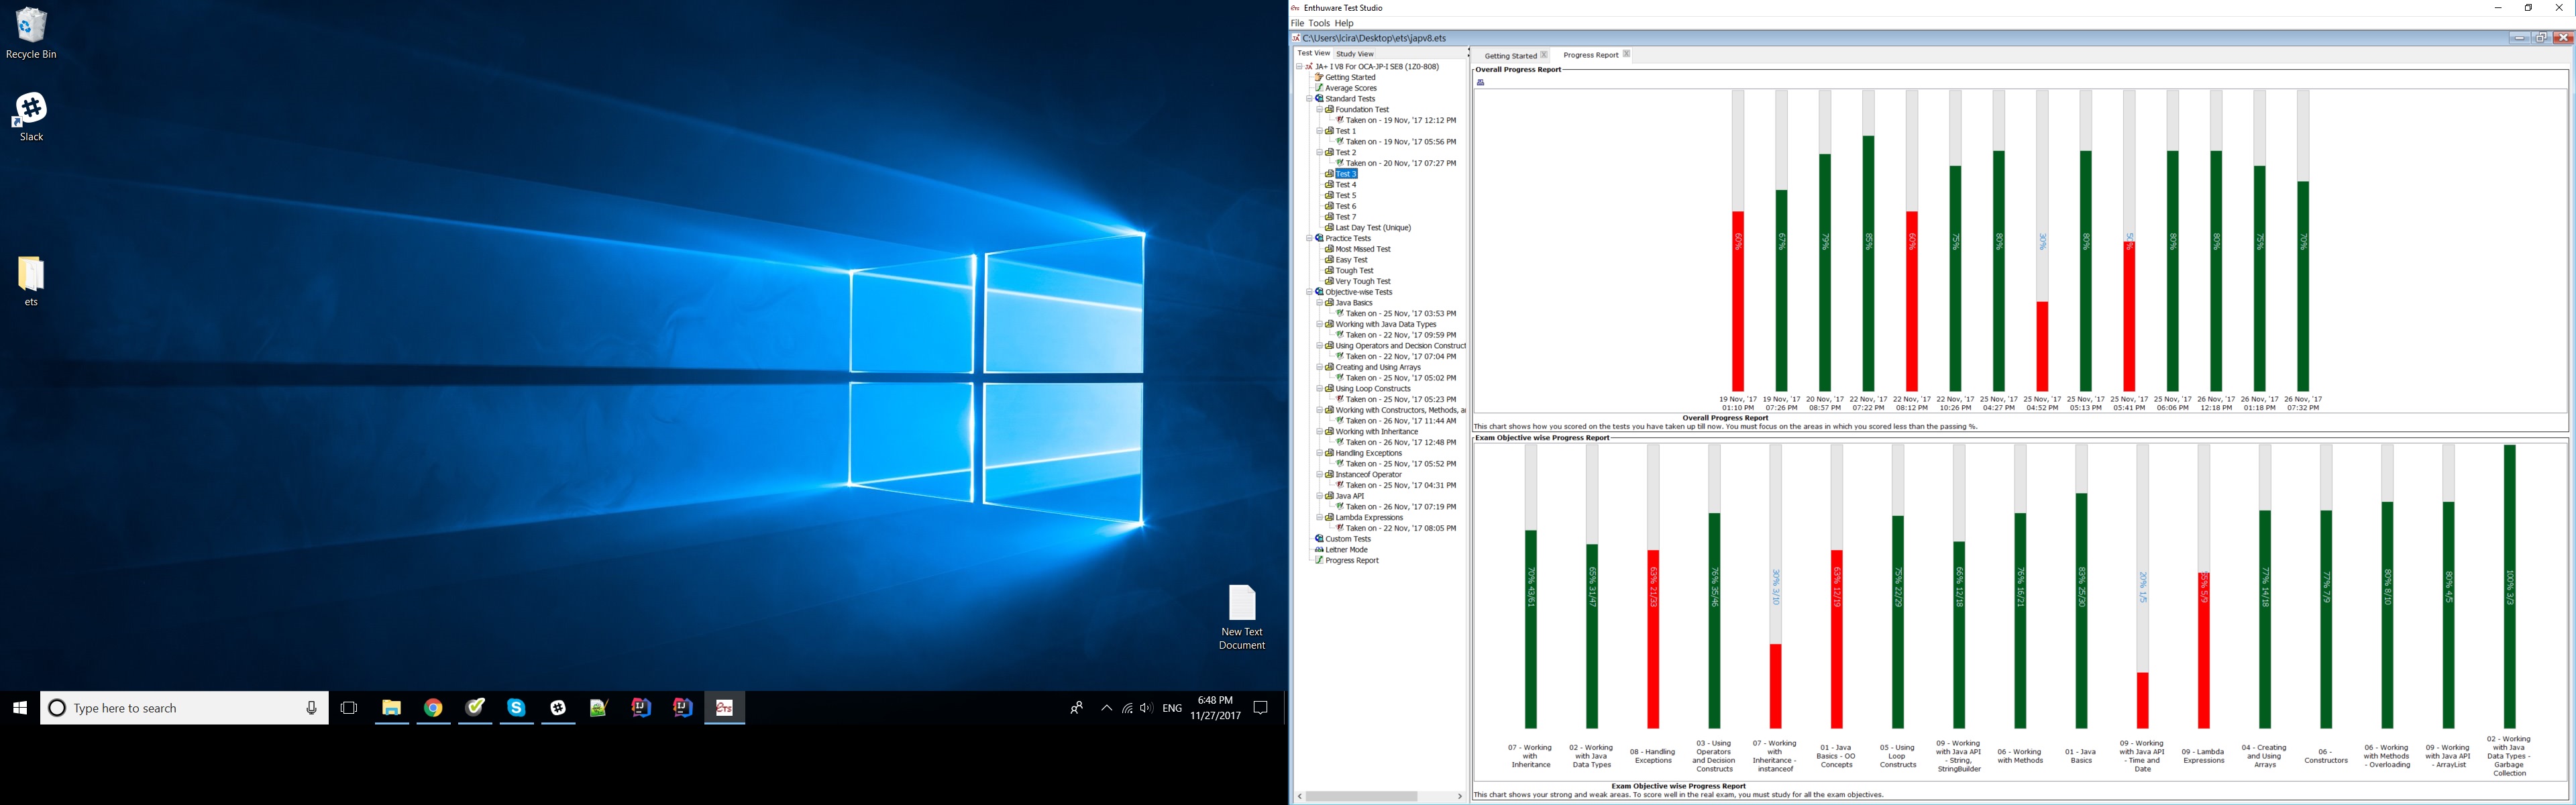 Recycle Bin
Slack
ets
New Text
Document
Type here to search
ENG
6:48 PM
11/27/2017
Enthuware Test Studio
File Tools Help
C:\Users\lcira\Desktop\ets\japv8.ets
Test View Study View
JA+ I V8 For OCA-JP-I SE8 (1Z0-808)
Getting Started
Average Scores
Standard Tests
Foundation Test
Taken on - 19 Nov, '17 12:12 PM
Test 1
Taken on - 19 Nov, '17 05:56 PM
Test 2
Taken on - 20 Nov, '17 07:27 PM
Test 3
Test 4
Test 5
Test 6
Test 7
Last Day Test (Unique)
Practice Tests
Most Missed Test
Easy Test
Tough Test
Very Tough Test
Objective-wise Tests
Java Basics
Taken on - 25 Nov, '17 03:53 PM
Working with Java Data Types
Taken on - 22 Nov, '17 09:59 PM
Using Operators and Decision Construct
Taken on - 22 Nov, '17 07:04 PM
Creating and Using Arrays
Taken on - 25 Nov, '17 05:02 PM
Using Loop Constructs
Taken on - 25 Nov, '17 05:23 PM
Working with Constructors, Methods, a
Taken on - 26 Nov, '17 11:44 AM
Working with Inheritance
Taken on - 26 Nov, '17 12:48 PM
Handling Exceptions
Taken on - 25 Nov, '17 05:52 PM
Instanceof Operator
Taken on - 25 Nov, '17 04:31 PM
Java API
Taken on - 26 Nov, '17 07:19 PM
Lambda Expressions
Taken on - 22 Nov, '17 08:05 PM
Custom Tests
Leitner Mode
Progress Report
Getting Started Progress Report
Overall Progress Report
60% 67% 79% 85% 60% 75% 80% 30% 80% 50% 80% 80% 75% 70%
19 Nov, '17 19 Nov, '17 20 Nov, '17 22 Nov, '17 22 Nov, '17 22 Nov, '17 25 Nov, '17 25 Nov, '17 25 Nov, '17 25 Nov, '17 25 Nov, '17 26 Nov, '17 26 Nov, '17 26 Nov, '17
01:10 PM 07:26 PM 08:57 PM 07:22 PM 08:12 PM 10:26 PM 04:27 PM 04:52 PM 05:13 PM 05:41 PM 06:06 PM 12:18 PM 01:18 PM 07:32 PM
Overall Progress Report
This chart shows how you scored on the tests you have taken up till now. You must focus on the areas in which you scored less than the passing %.
Exam Objective wise Progress Report
70% 43/61
65% 31/47
63% 21/33
76% 35/46
30% 3/10
63% 12/19
75% 22/29
66% 12/18
76% 16/21
83% 25/30
20% 1/5
55% 5/9
77% 14/18
77% 7/9
80% 8/10
80% 4/5
100% 3/3
07 - Working
with
Inheritance
02 - Working
with Java
Data Types
08 - Handling
Exceptions
03 - Using
Operators
and Decision
Constructs
07 - Working
with
Inheritance -
instanceof
01 - Java
Basics - OO
Concepts
05 - Using
Loop
Constructs
09 - Working
with Java API
- String,
StringBuilder
06 - Working
with Methods
01 - Java
Basics
09 - Working
with Java API
- Time and
Date
09 - Lambda
Expressions
04 - Creating
and Using
Arrays
06 -
Constructors
06 - Working
with Methods
- Overloading
09 - Working
with Java API
- ArrayList
02 - Working
with Java
Data Types -
Garbage
Collection
Exam Objective wise Progress Report
This chart shows your strong and weak areas. To score well in the real exam, you must study for all the exam objectives.